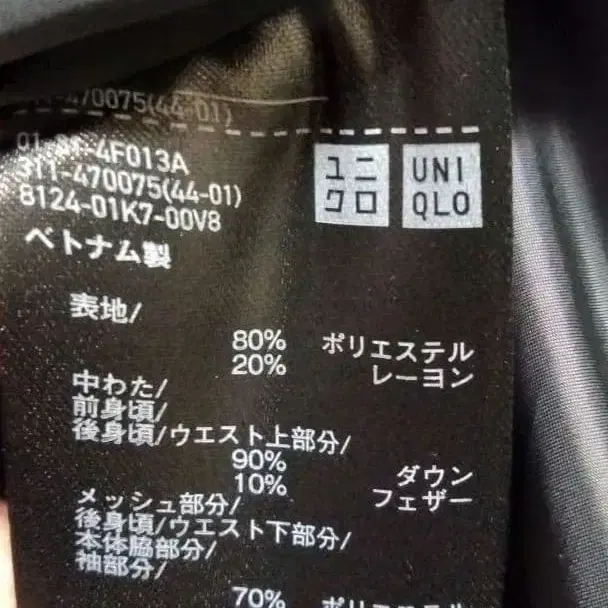 470075(44-01)
4F013A
311-470075(44-01)
8124-01K7-00V8
ユニ
クロ
UNI
QLO
ベトナム製
表地/
80% ポリエステル
20% レーヨン
中わた/
前身頃/
後身頃/ウエスト上部分/
90% ダウン
10% フェザー
メッシュ部分/
後身頃/ウエスト下部分/
本体脇部分/
袖部分/
70%